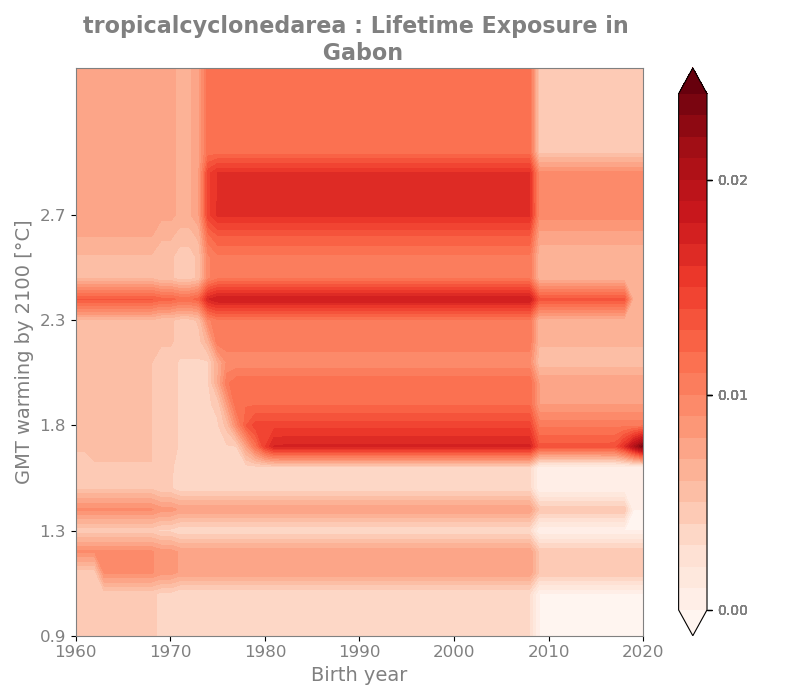 tropicalcyclonedarea : Lifetime Exposure in
Gabon
GMT warming by 2100 [°C]
2.7
2.3
1.8
1.3
0.9
1960 1970 1980 1990 2000 2010 2020
Birth year
0.02
0.01
0.00